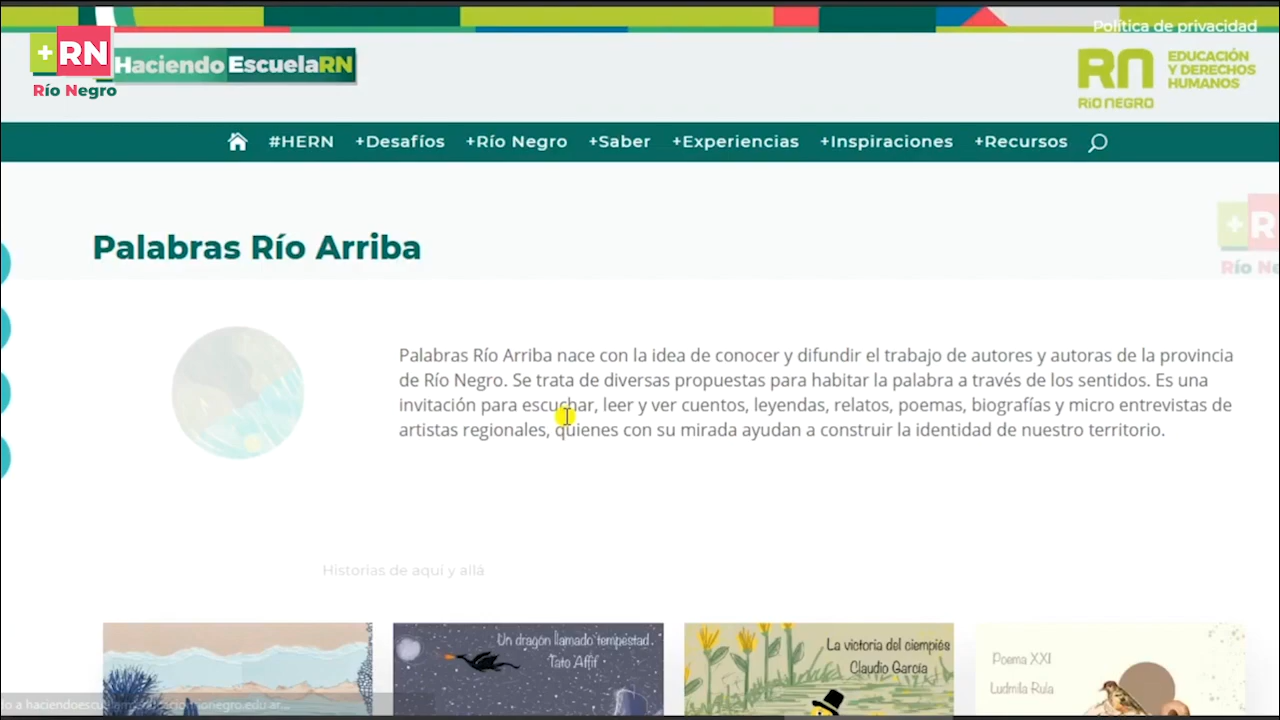 Política de privacidad
+RN
Río Negro
HaciendoEscuelaRN
RN
RÍO NEGRO
EDUCACIÓN
Y DERECHOS
HUMANOS
#HERN +Desafíos +Río Negro +Saber +Experiencias +Inspiraciones +Recursos
+R
Río Ne
Palabras Río Arriba
Palabras Río Arriba nace con la idea de conocer y difundir el trabajo de autores y autoras de la provincia
de Río Negro. Se trata de diversas propuestas para habitar la palabra a través de los sentidos. Es una
invitación para escuchar, leer y ver cuentos, leyendas, relatos, poemas, biografías y micro entrevistas de
artistas regionales, quienes con su mirada ayudan a construir la identidad de nuestro territorio.
Historias de aquí y allá
Un dragón llamado tempestad.
Tato Affif
La victoria del ciempiés
Claudio García
Poema XXI
Ludmila Rula